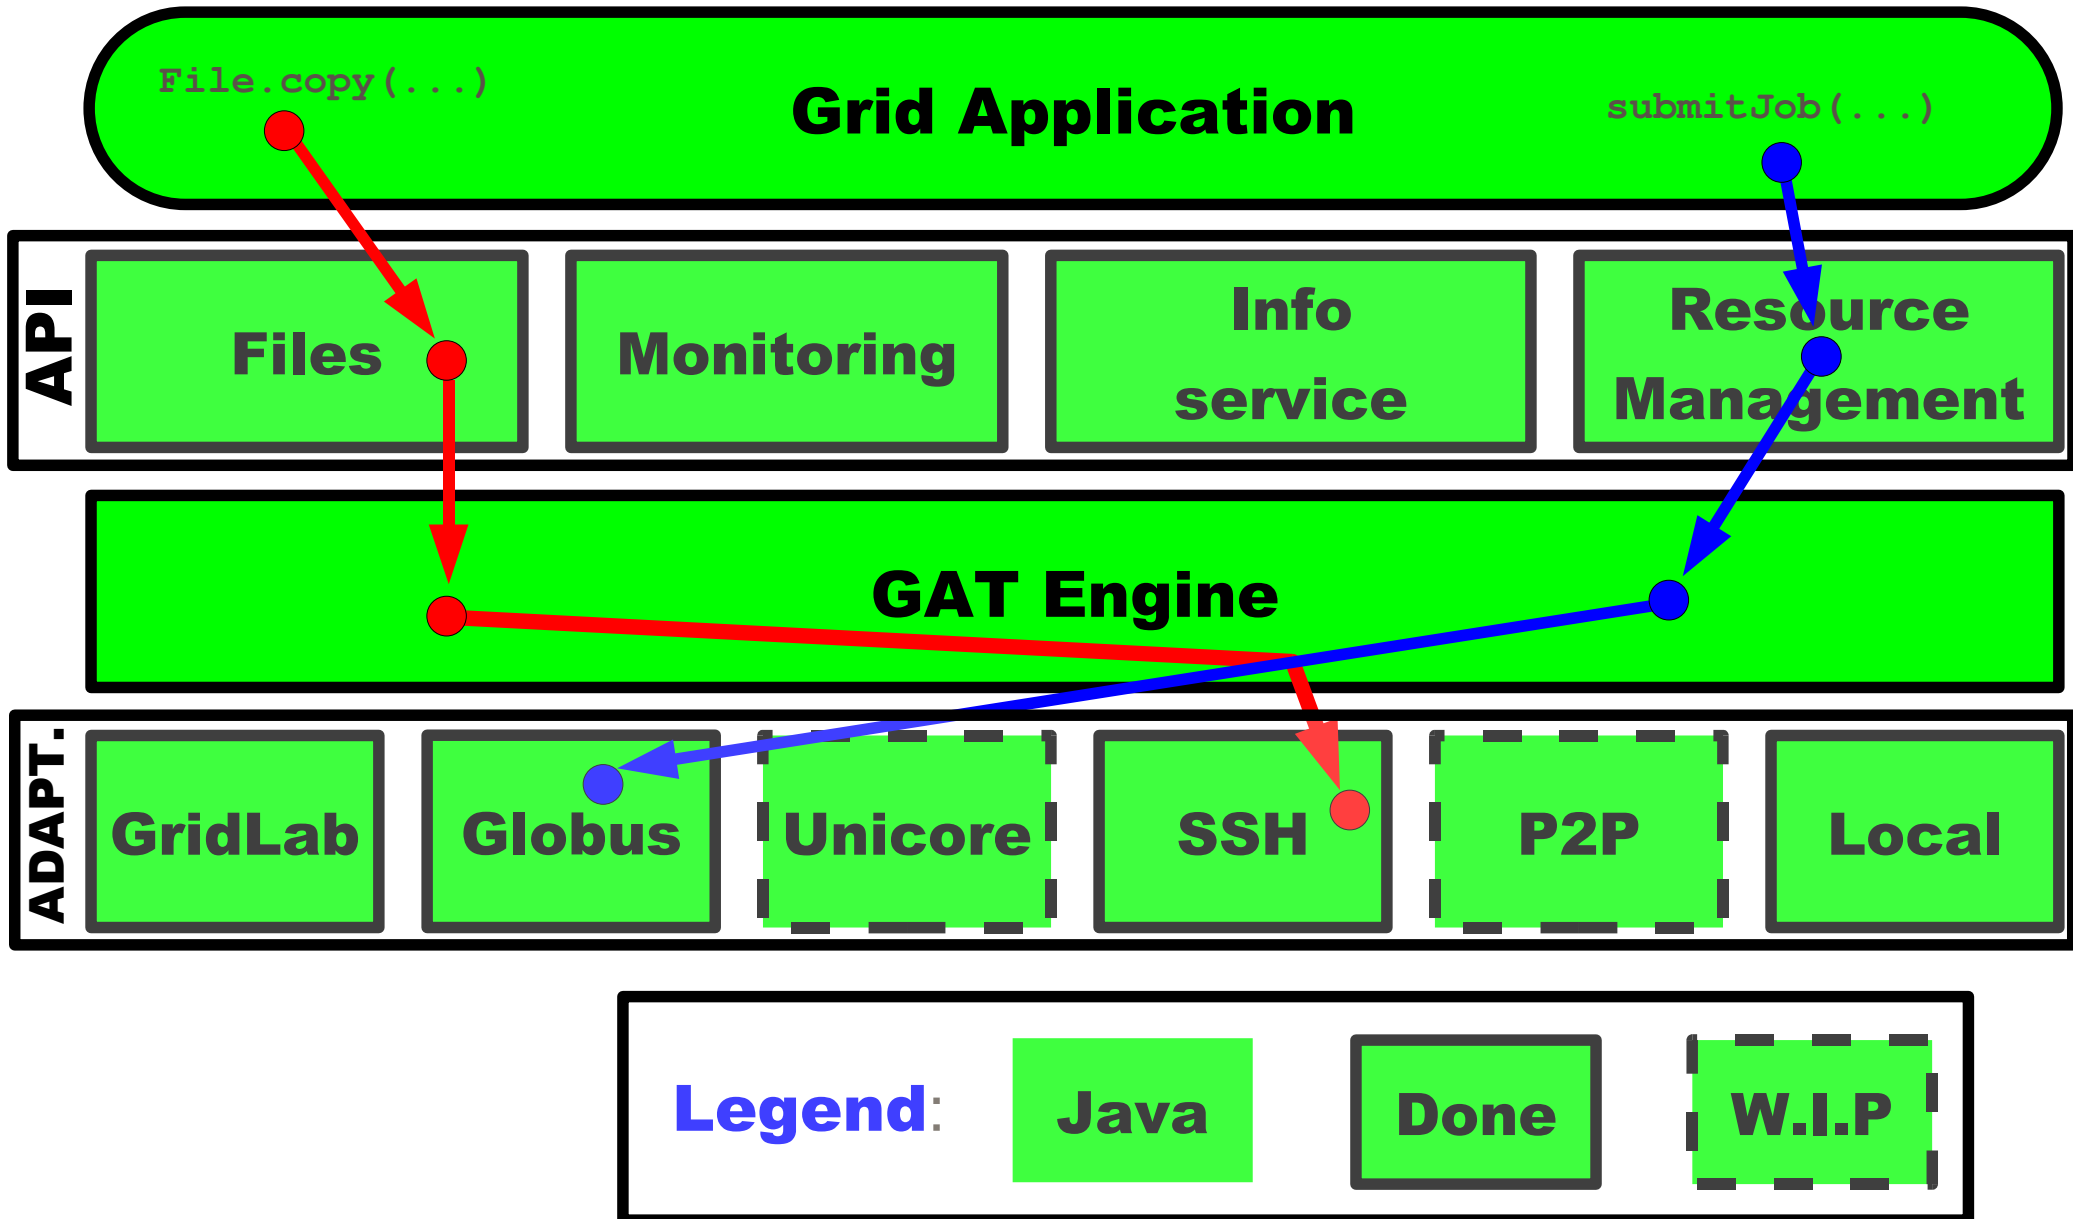 File.copy(...)
Grid Application
submitJob(...)
API
Files
Monitoring
Info
service
Resource
Management
GAT Engine
ADAPT.
GridLab
Globus
Unicore
SSH
P2P
Local
Legend:
Java
Done
W.I.P